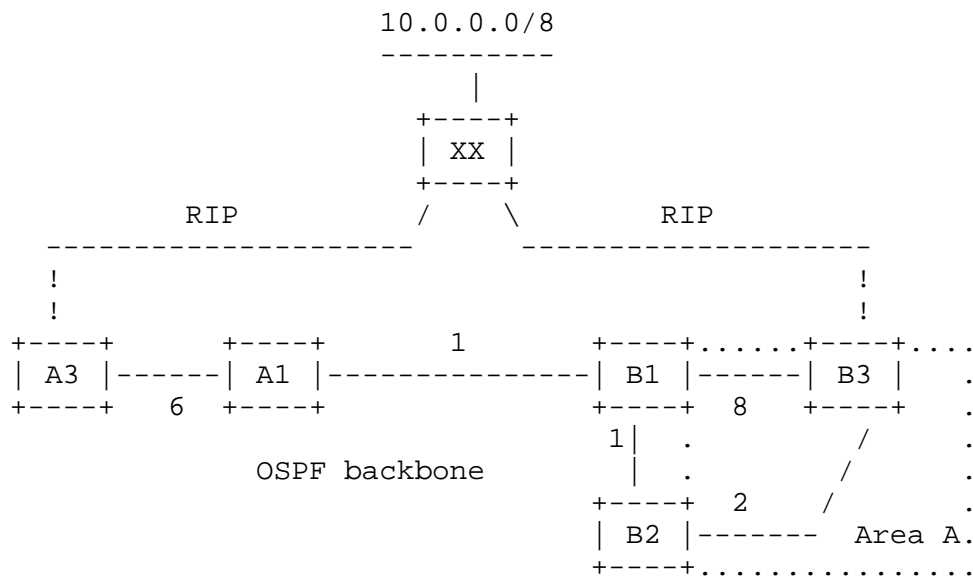 10.0.0.0/8
----------
|
+----+
| XX |
+----+
RIP / \ RIP
-------------------- -------------------
! !
! !
+----+ +----+ 1 +----+......+----+....
| A3 |------| A1 |---------------| B1 |------| B3 | .
+----+ 6 +----+ +----+ 8 +----+ .
1| . / .
OSPF backbone | . / .
+----+ 2 / .
| B2 |------- Area A.
+----+................